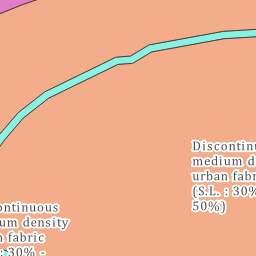 Discontinu
medium d
urban fabr
(S.L. : 30%
50%)
ontinuous
um density
n fabric
: 30% -